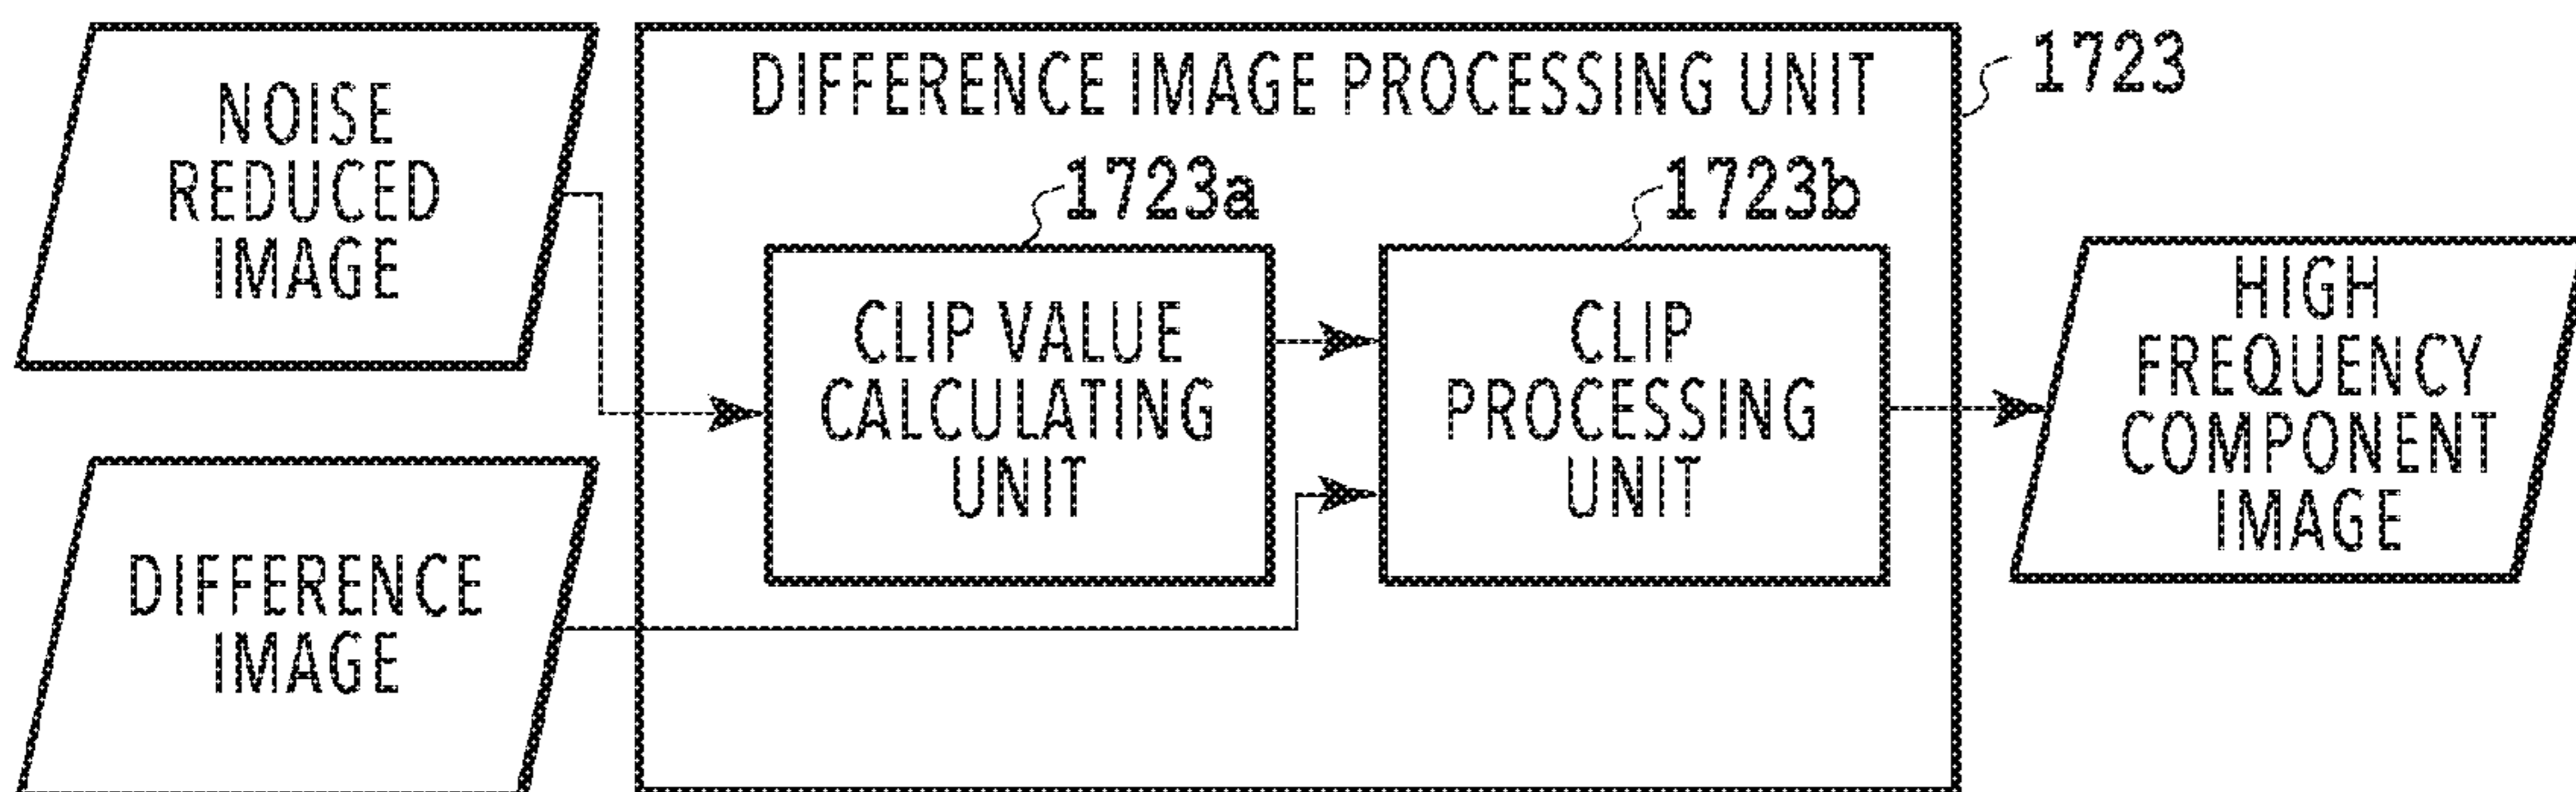 NOISE
REDUCED
IMAGE
DIFFERENCE IMAGE PROCESSING UNIT
1723
1723a
1723b
CLIP VALUE
CALCULATING
UNIT
CLIP
PROCESSING
UNIT
HIGH
FREQUENCY
COMPONENT
IMAGE
DIFFERENCE
IMAGE